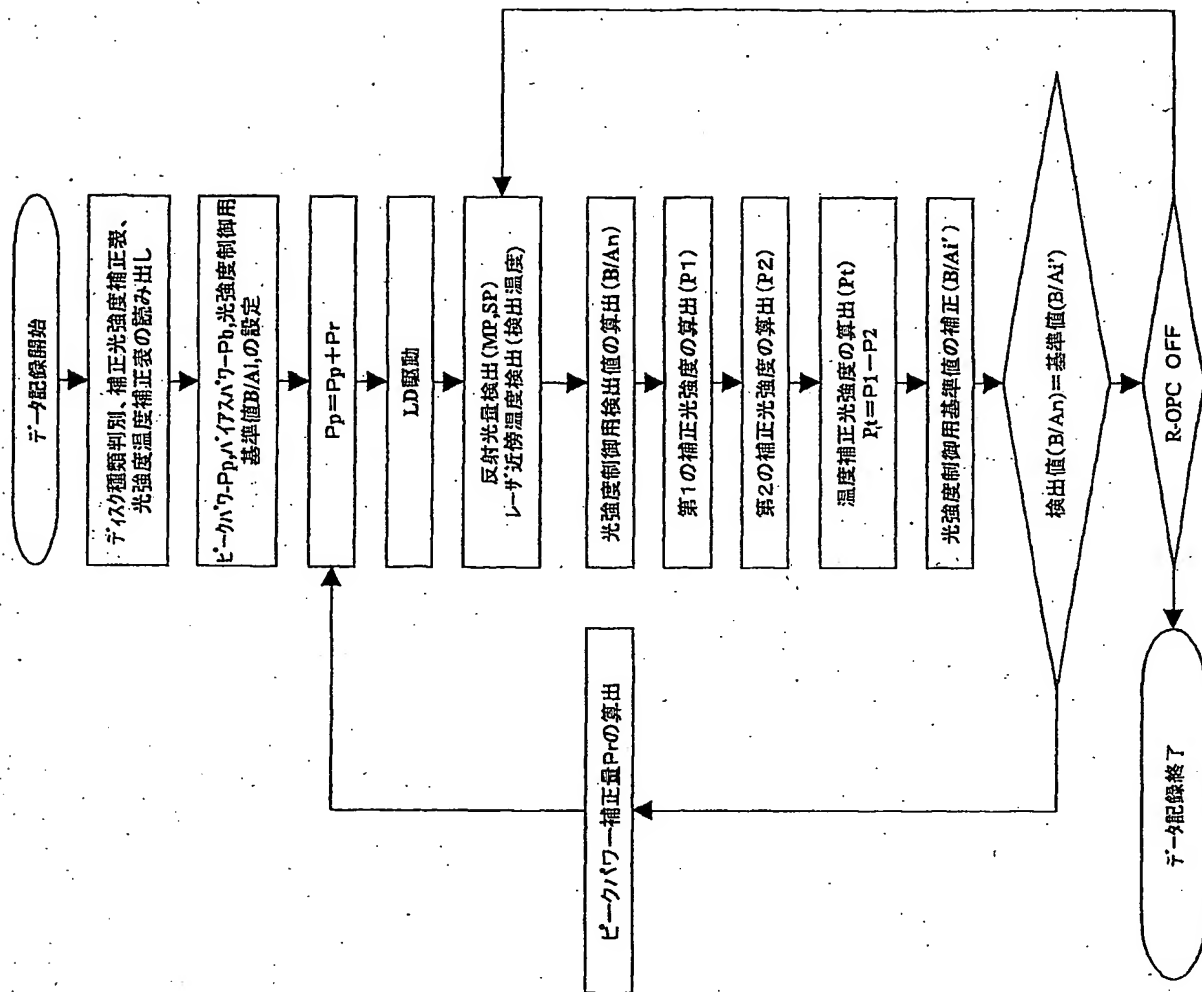 データ記録開始
ディスク種類判別、補正光強度補正表、
光強度温度補正表の読み出し
ピークパワーPp,バイアスパワーPb,光強度制御用
基準値B/Ai,の設定
Pp=Pp+Pr
LD駆動
反射光量検出(MP,SP)
レーザ近傍温度検出(検出温度)
光強度制御用検出値の算出(B/An)
第1の補正光強度の算出(P1)
第2の補正光強度の算出(P2)
温度補正光強度の算出(Pt)
Pt=P1-P2
光強度制御用基準値の補正(B/Ai')
検出値(B/An)=基準値(B/Ai')
ピークパワー補正量Prの算出
R-OPC OFF
データ記録終了